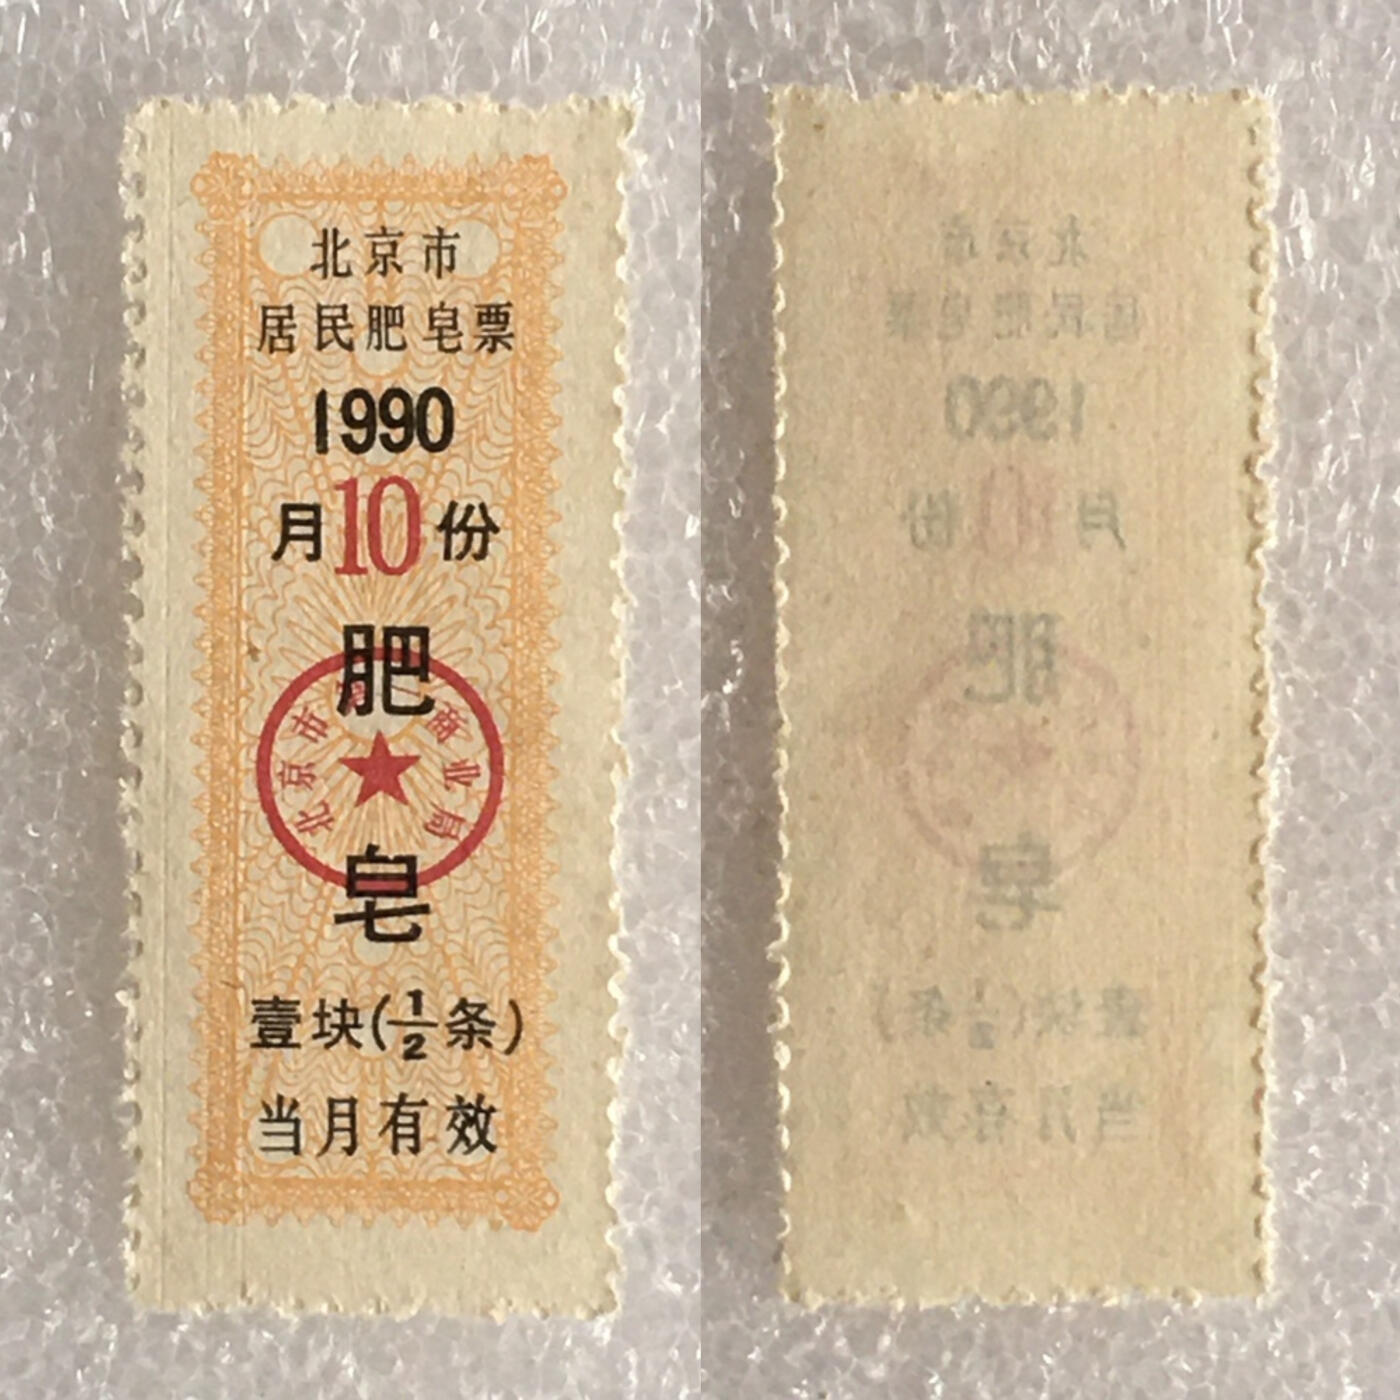 北京市
居民肥皂票
1990
月10份
肥
北京市
商业局
皂
壹块(1/2条)
当月有效